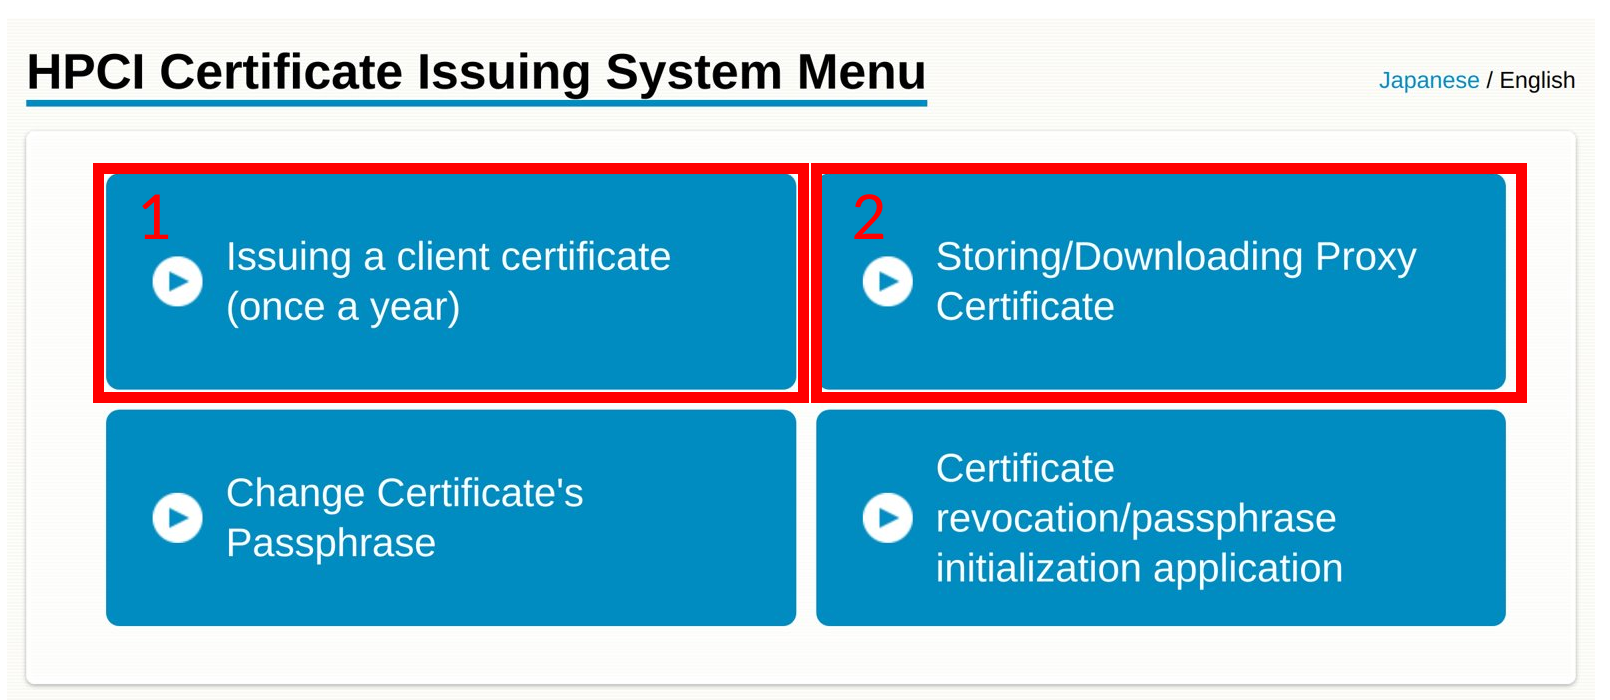 HPCI Certificate Issuing System Menu
Japanese / English
1
Issuing a client certificate
(once a year)
2
Storing/Downloading Proxy
Certificate
Change Certificate's
Passphrase
Certificate
revocation/passphrase
initialization application